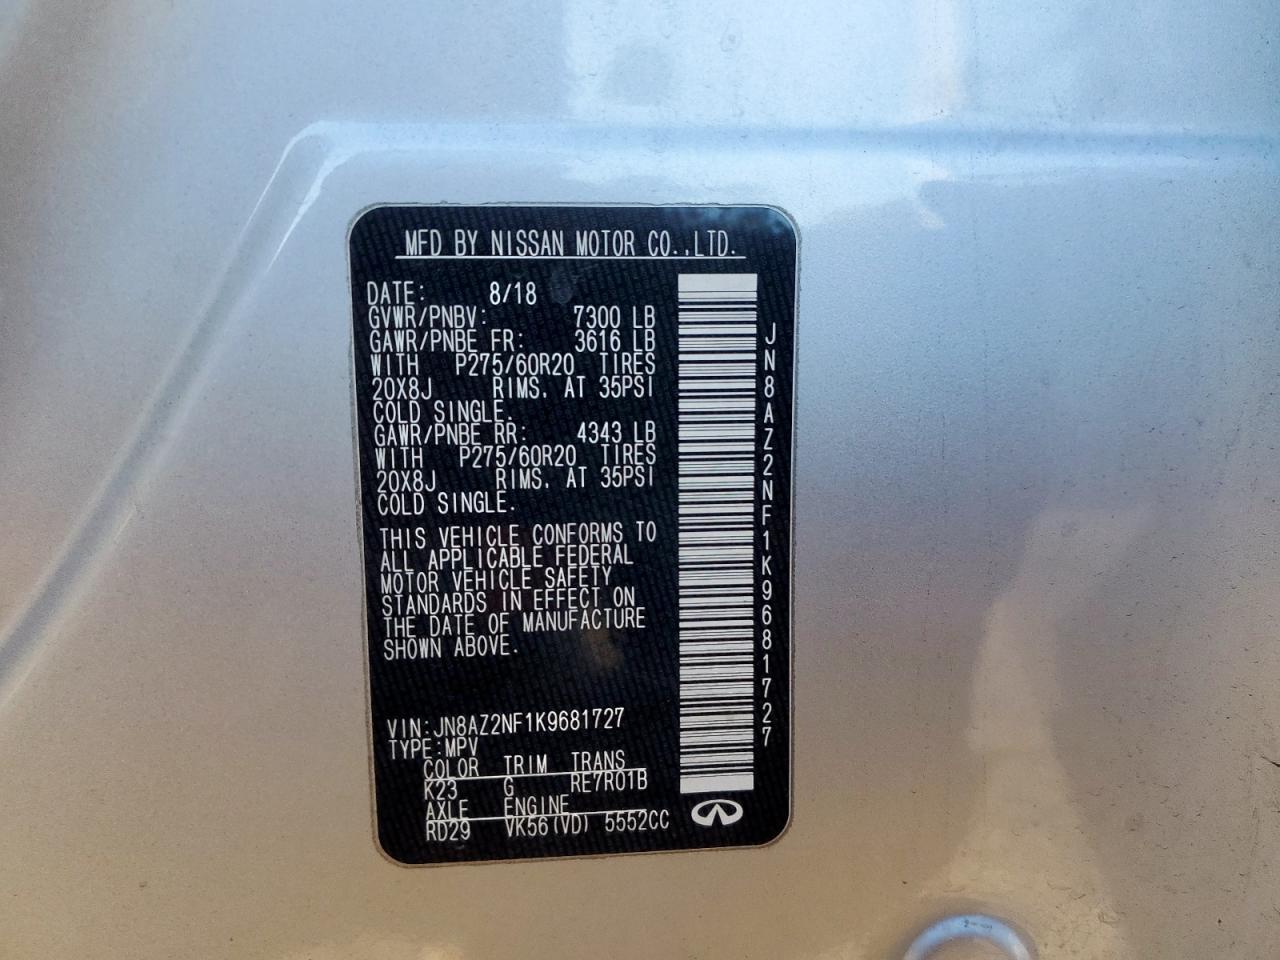 MFD BY NISSAN MOTOR CO.,LTD.
DATE: 8/18
GVWR/PNBV: 7300 LB
GAWR/PNBE FR: 3616 LB
WITH P275/60R20 TIRES
20X8J RIMS. AT 35PSI
COLD SINGLE.
GAWR/PNBE RR: 4343 LB
WITH P275/60R20 TIRES
20X8J RIMS. AT 35PSI
COLD SINGLE.
THIS VEHICLE CONFORMS TO
ALL APPLICABLE FEDERAL
MOTOR VEHICLE SAFETY
STANDARDS IN EFFECT ON
THE DATE OF MANUFACTURE
SHOWN ABOVE.
VIN:JN8AZ2NF1K9681727
TYPE:MPV
COLOR TRIM TRANS
K23 G RE7R01B
AXLE ENGINE
RD29 VK56(VD) 5552CC
JN8AZ2NF1K9681727